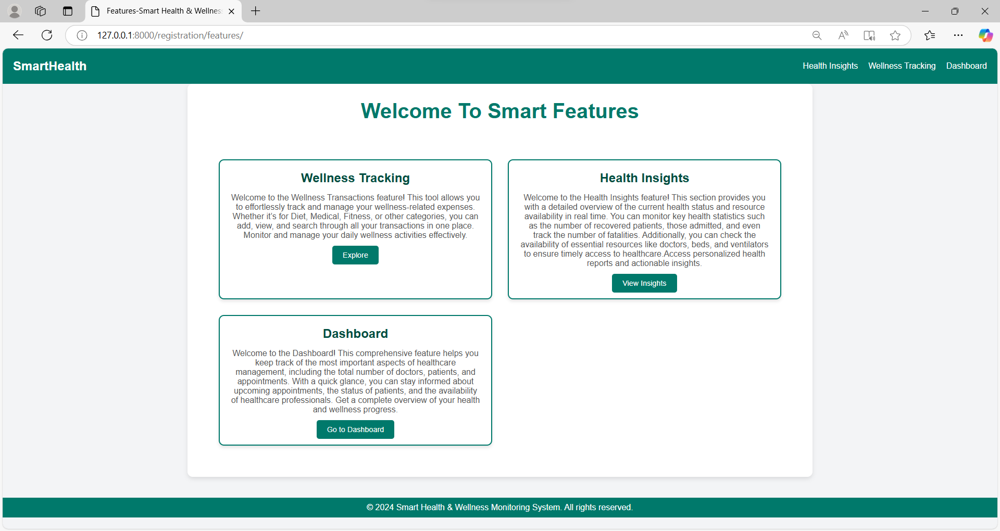 Features-Smart Health & Wellnes
127.0.0.1:8000/registration/features/
SmartHealth
Health Insights
Wellness Tracking
Dashboard
Welcome To Smart Features
Wellness Tracking
Welcome to the Wellness Transactions feature! This tool allows you
to effortlessly track and manage your wellness-related expenses.
Whether it's for Diet, Medical, Fitness, or other categories, you can
add, view, and search through all your transactions in one place.
Monitor and manage your daily wellness activities effectively.
Explore
Health Insights
Welcome to the Health Insights feature! This section provides you
with a detailed overview of the current health status and resource
availability in real time. You can monitor key health statistics such
as the number of recovered patients, those admitted, and even
track the number of fatalities. Additionally, you can check the
availability of essential resources like doctors, beds, and ventilators
to ensure timely access to healthcare.Access personalized health
reports and actionable insights.
View Insights
Dashboard
Welcome to the Dashboard! This comprehensive feature helps you
keep track of the most important aspects of healthcare
management, including the total number of doctors, patients, and
appointments. With a quick glance, you can stay informed about
upcoming appointments, the status of patients, and the availability
of healthcare professionals. Get a complete overview of your health
and wellness progress.
Go to Dashboard
© 2024 Smart Health & Wellness Monitoring System. All rights reserved.